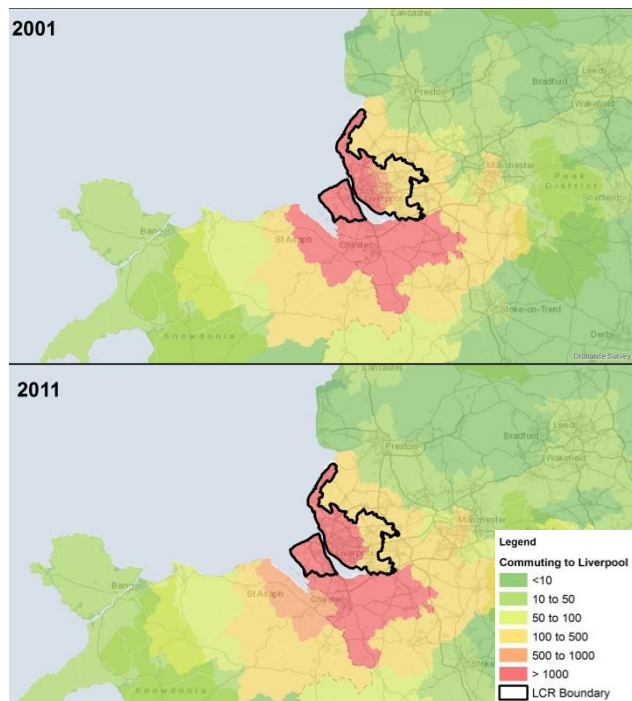 2001
Lancaster
Leeds
Bradford
Preston
Wakefield
Manchester
Peak
District
Liverpool
Sheffield
Bangor
St Asaph
Chester
Stoke-on-Trent
Snowdonia
Derby
Ordnance Survey
2011
Lancaster
Leeds
Bradford
Preston
Wakefield
Manchester
Liverpool
Legend
Commuting to Liverpool
Bangor
<10
St Asaph
Chester
10 to 50
50 to 100
100 to 500
500 to 1000
Stoke
> 1000
Snowdonia
LCR Boundary